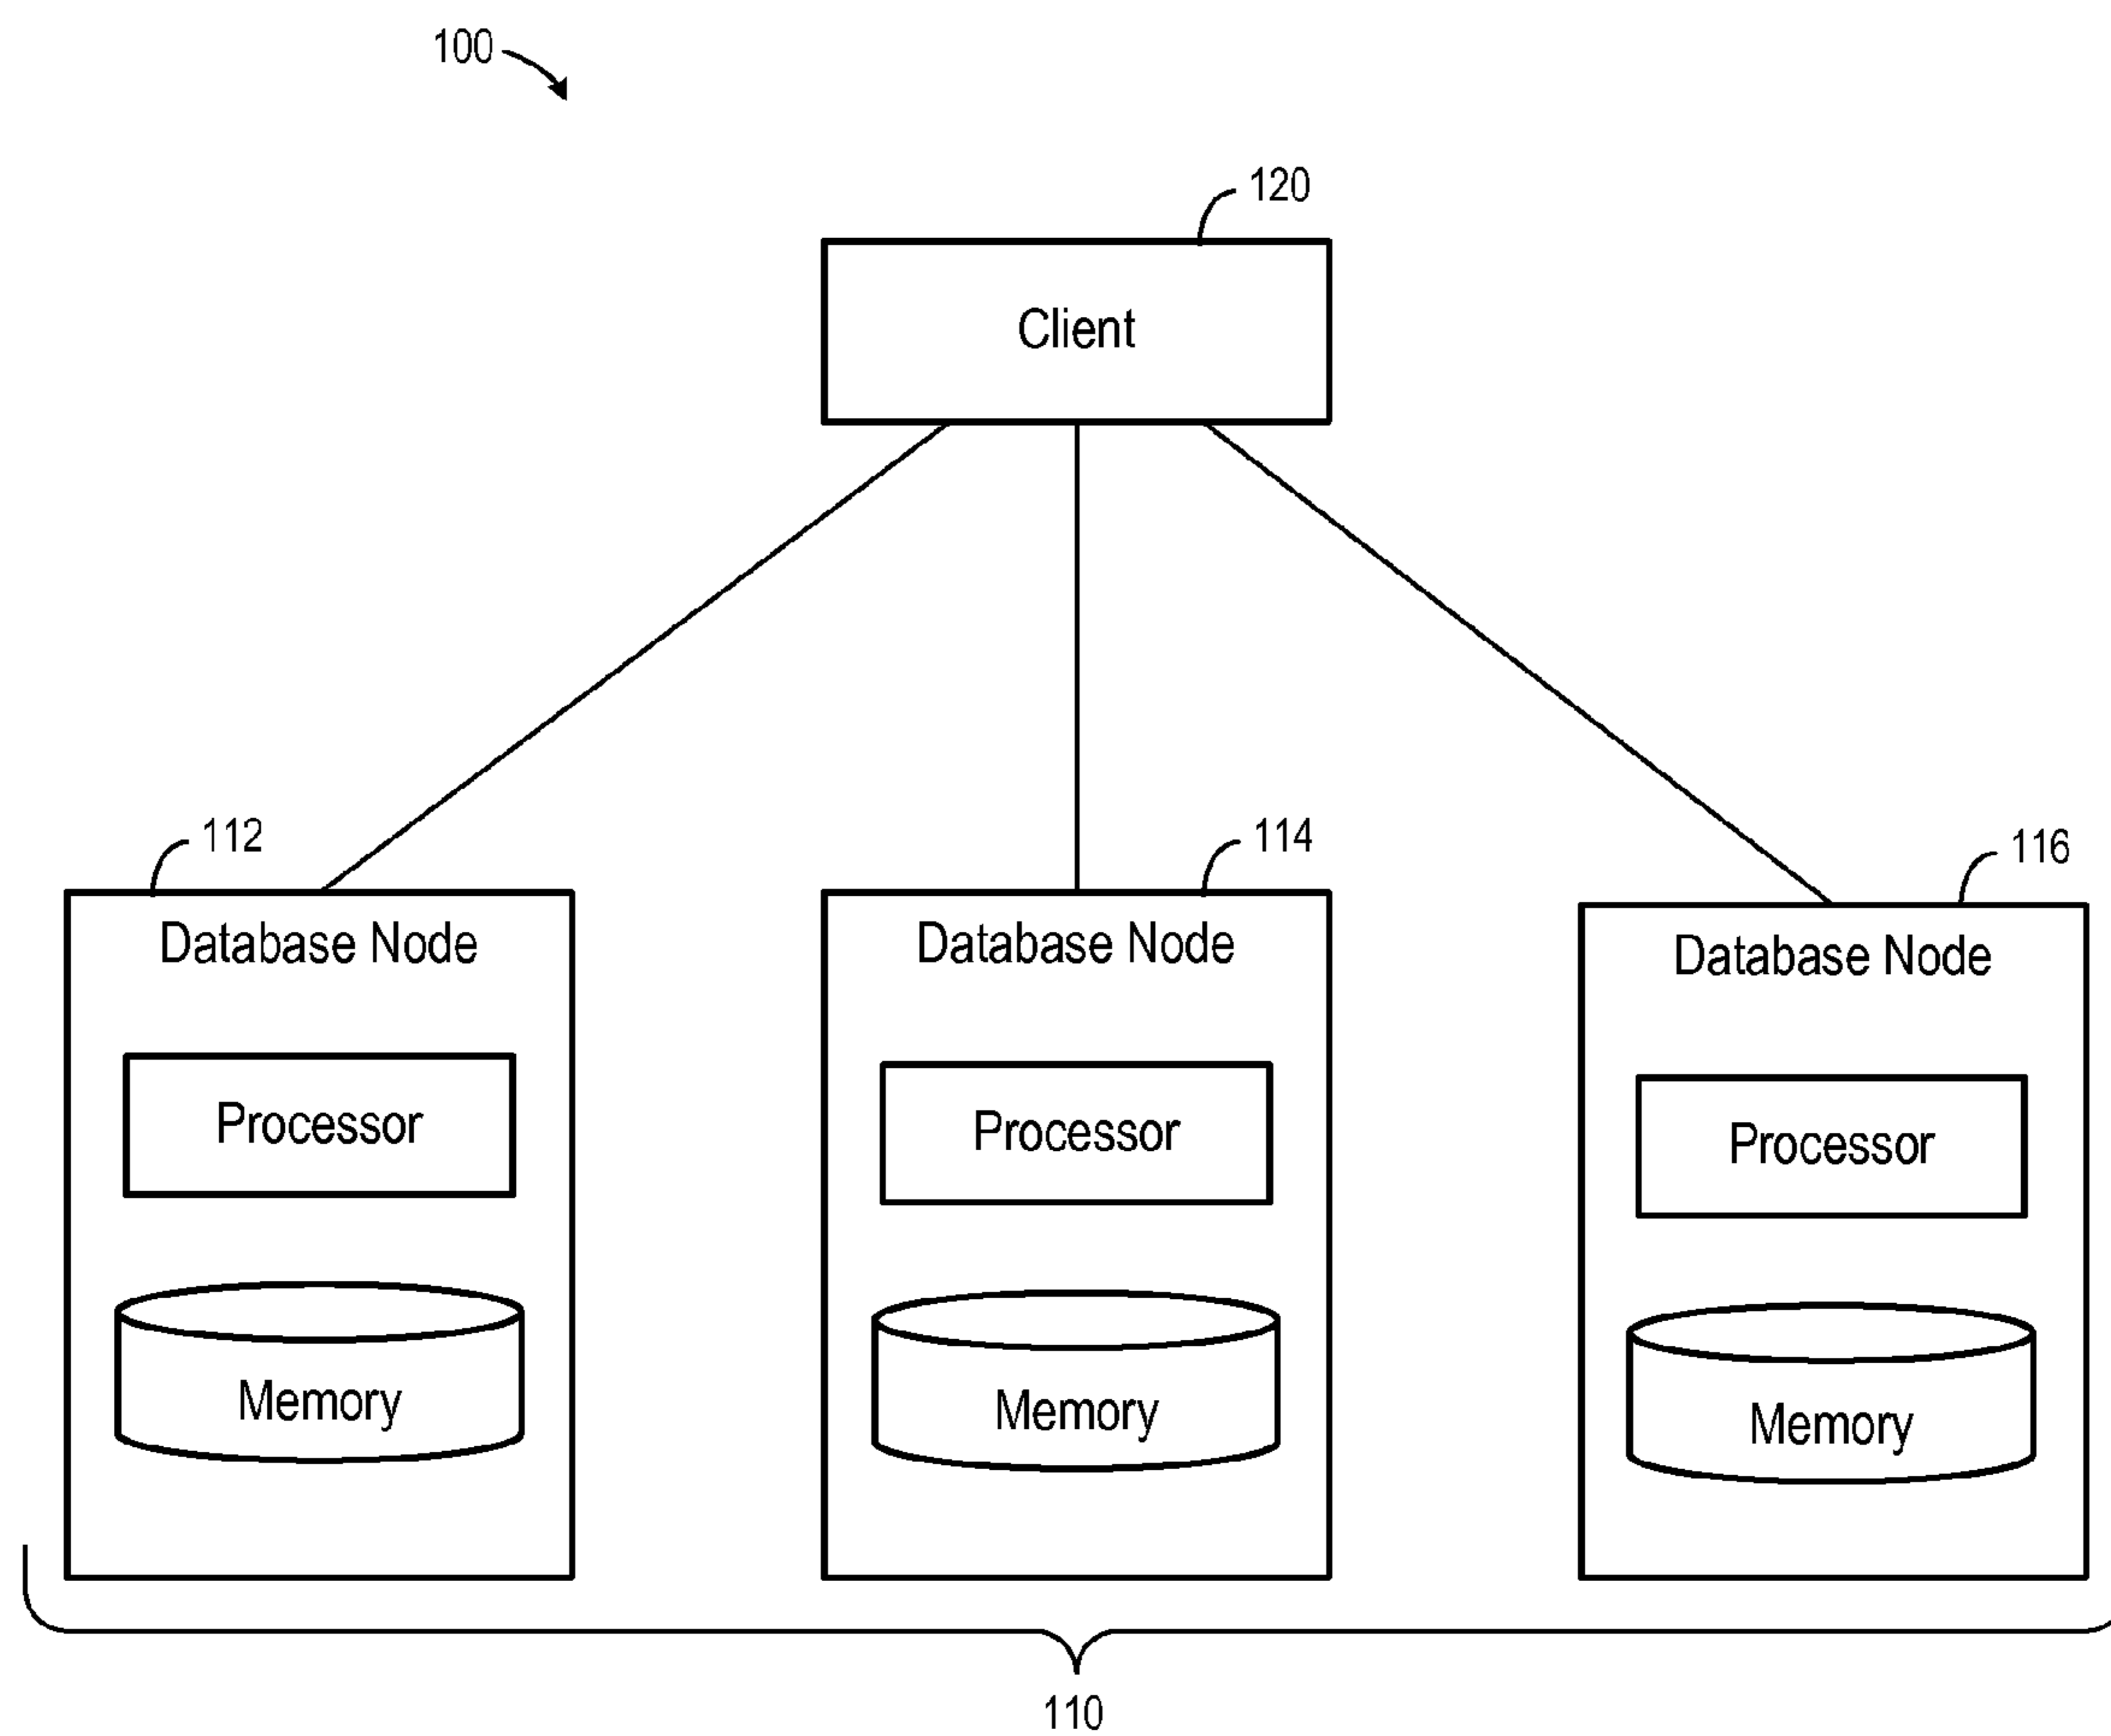 100
120
Client
112
114
116
Database Node
Database Node
Database Node
Processor
Processor
Processor
Memory
Memory
Memory
110